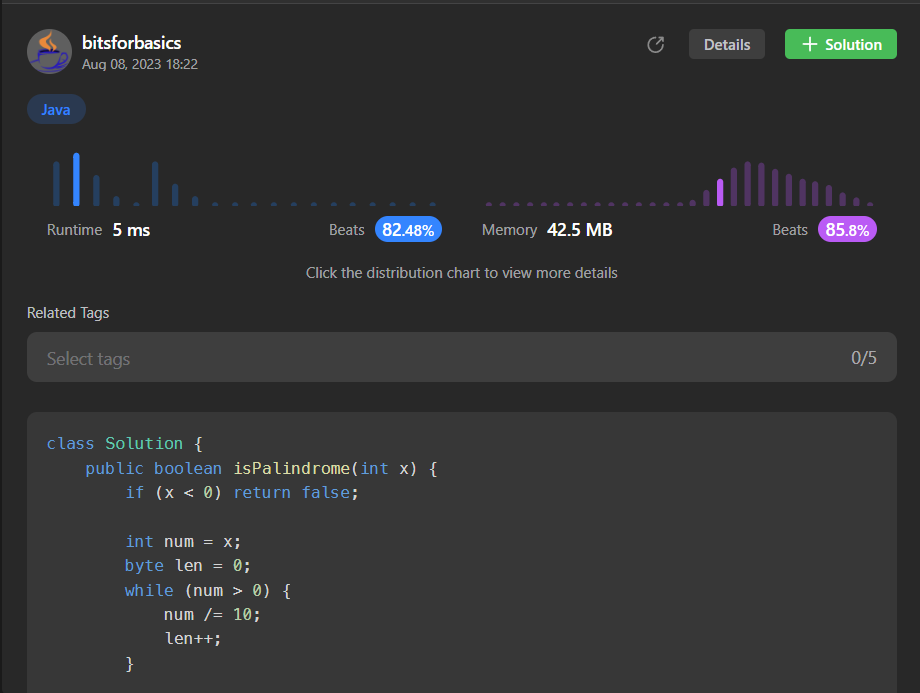 bitsforbasics
Aug 08, 2023 18:22
Details
+ Solution
Java
Runtime 5 ms
Beats 82.48%
Memory 42.5 MB
Beats 85.8%
Click the distribution chart to view more details
Related Tags
Select tags 0/5
class Solution {
    public boolean isPalindrome(int x) {
        if (x < 0) return false;

        int num = x;
        byte len = 0;
        while (num > 0) {
            num /= 10;
            len++;
        }